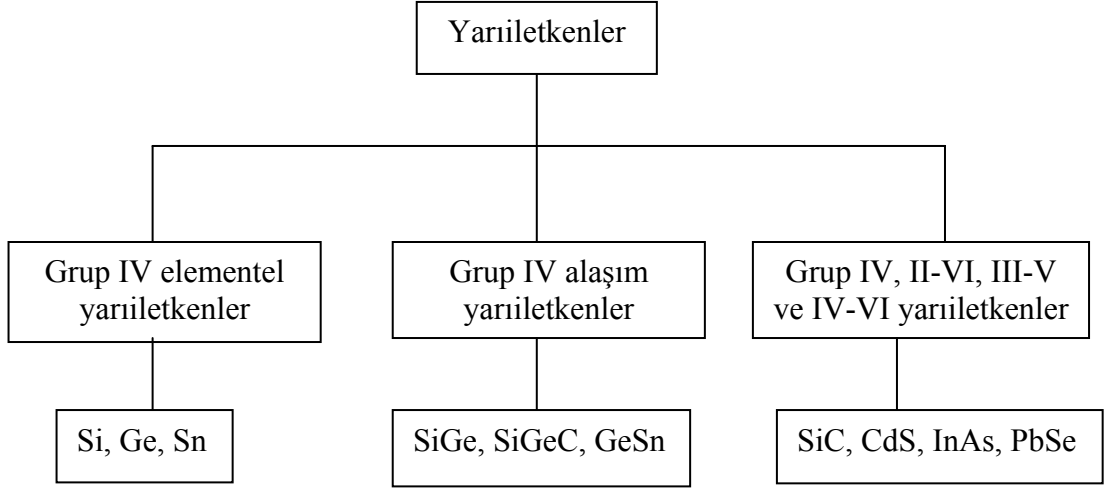 Yarıiletkenler
Grup IV elementel
yarıiletkenler
Grup IV alaşım
yarıiletkenler
Grup IV, II-VI, III-V
ve IV-VI yarıiletkenler
Si, Ge, Sn
SiGe, SiGeC, GeSn
SiC, CdS, InAs, PbSe